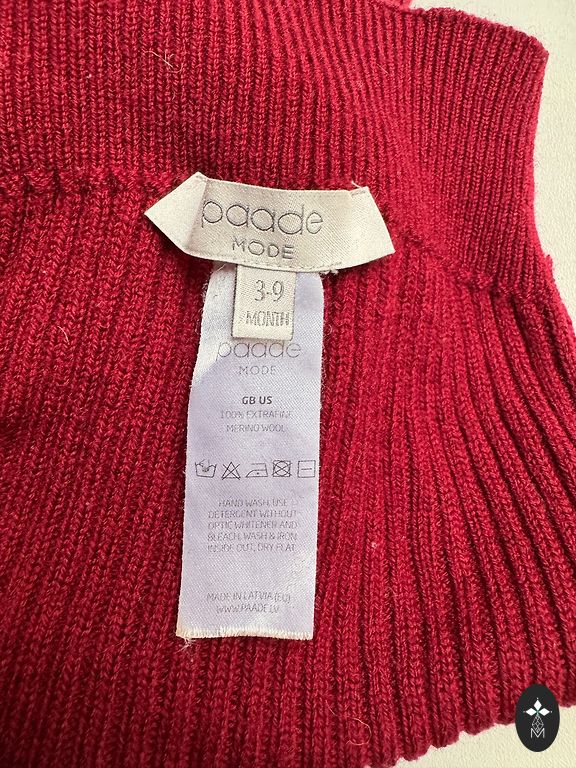 paade
MODE
3-9
MONTH
paade
MODE
GB US
100% EXTRAFINE
MERINO WOOL
HAND WASH, USE
DETERGENT WITHOUT
OPTIC WHITENER AND
BLEACH, WASH & IRON
INSIDE OUT, DRY FLAT
MADE IN LATVIA (EU)
WWW.PAADE.LV
M